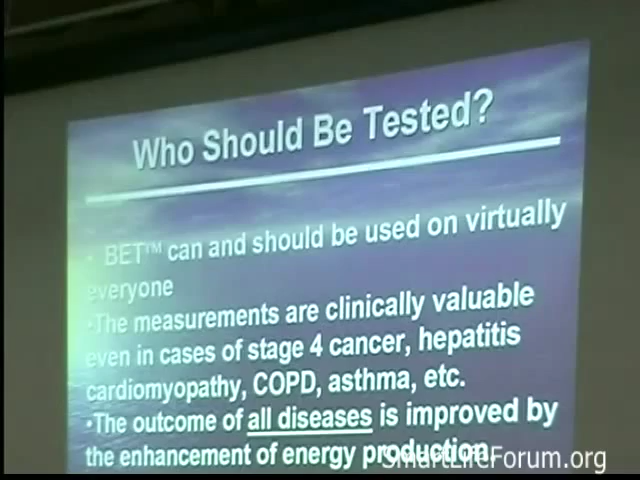 Who Should Be Tested?
• BET™ can and should be used on virtually
everyone
•The measurements are clinically valuable
even in cases of stage 4 cancer, hepatitis
cardiomyopathy, COPD, asthma, etc.
•The outcome of all diseases is improved by
the enhancement of energy production.
SmartLifeForum.org